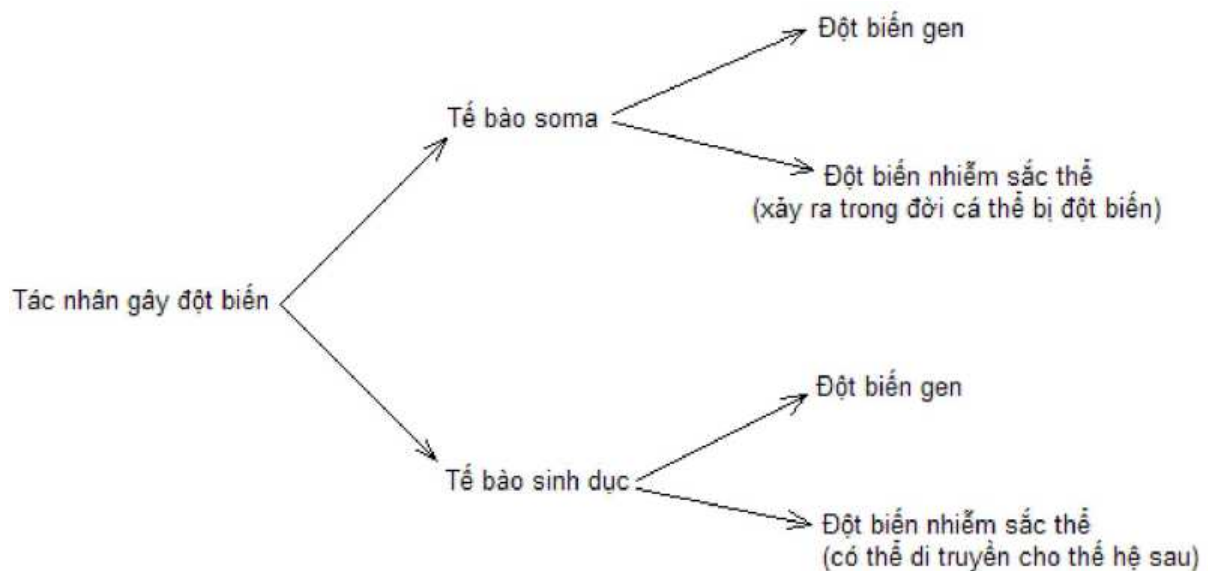 Đột biến gen
Tế bào soma
Đột biến nhiễm sắc thể
(xảy ra trong đời cá thể bị đột biến)
Tác nhân gây đột biến
Đột biến gen
Tế bào sinh dục
Đột biến nhiễm sắc thể
(có thể di truyền cho thế hệ sau)